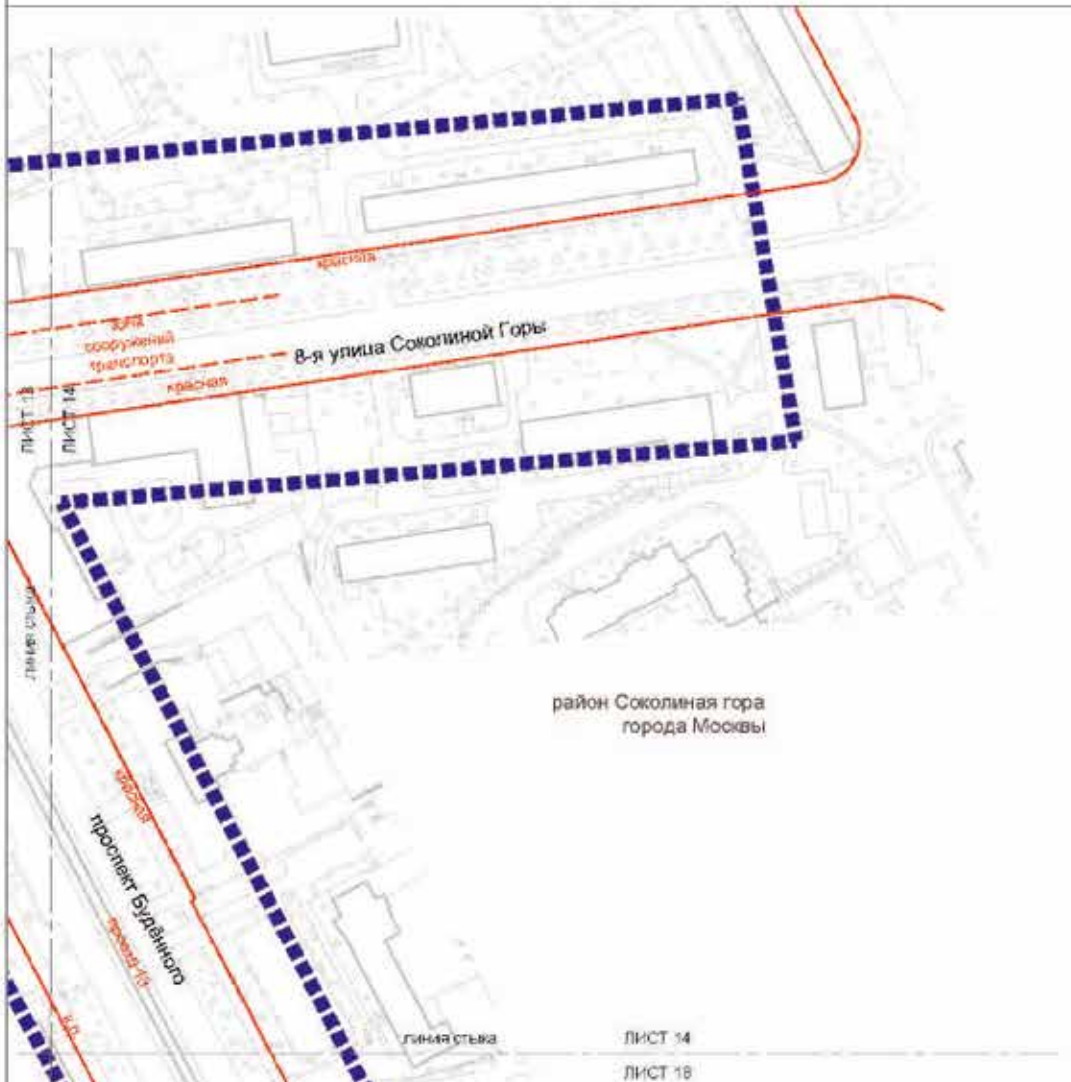 красная
зона
сооружений
транспорта
8-я улица Соколиной Горы
красная
ЛИСТ 13
ЛИСТ 14
линия стыка
район Соколиная гора
города Москвы
красная
проспект Будённого
к.л.
линия стыка
ЛИСТ 14
ЛИСТ 18